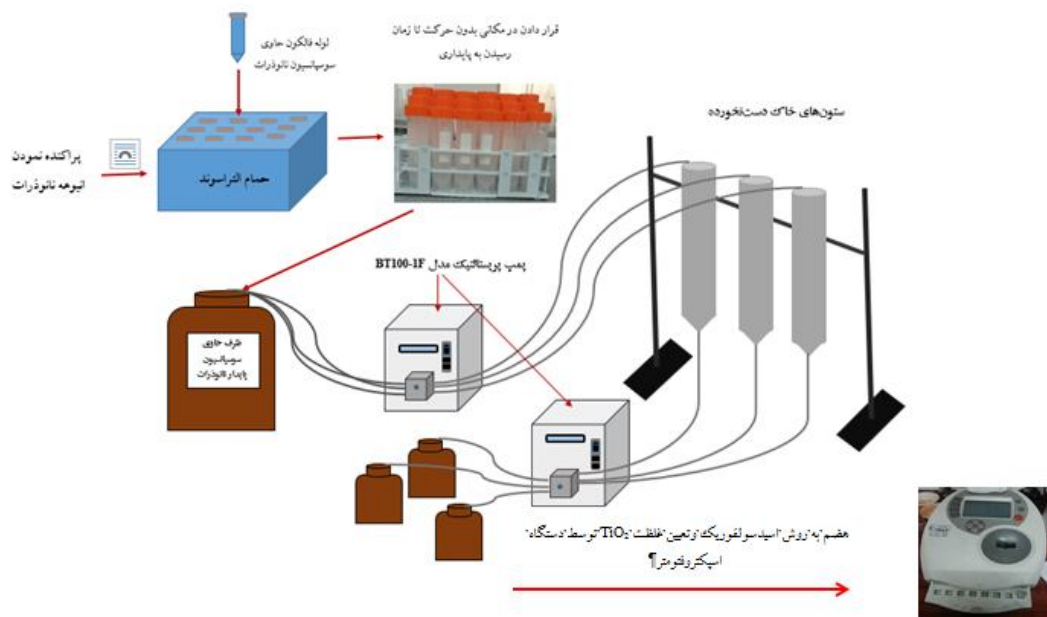 لوله فالکون حاوی
سوسپانسیون نانوذرات
قرار دادن در مکانی بدون حرکت تا زمان
رسیدن به پایداری
پراکنده نمودن
انبوهه نانوذرات
حمام التراسوند
ستون‌های خاک دست‌نخورده
پمپ پریستالتیک مدل BT100-1F
ظرف حاوی
سوسپانسیون
پایدار نانوذرات
هضم به روش اسید سولفوریک و تعیین غلظت TiO₂ توسط دستگاه
اسپکتروفتومتر¶